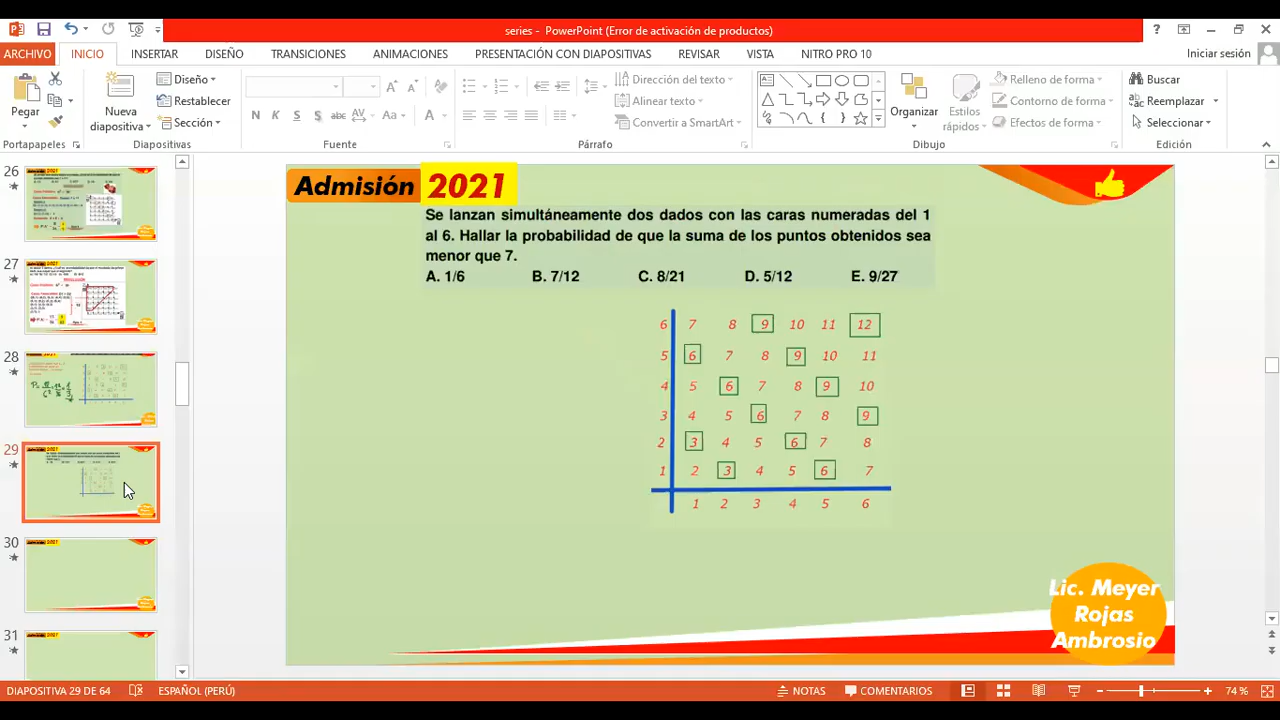 series - PowerPoint (Error de activación de productos)
ARCHIVO INICIO INSERTAR DISEÑO TRANSICIONES ANIMACIONES PRESENTACIÓN CON DIAPOSITIVAS REVISAR VISTA NITRO PRO 10 Iniciar sesión
Pegar
Nueva diapositiva
Diseño
Restablecer
Sección
N K S S abc AV Aa A
Dirección del texto
Alinear texto
Convertir a SmartArt
Organizar
Estilos rápidos
Relleno de forma
Contorno de forma
Efectos de forma
Buscar
Reemplazar
Seleccionar
Portapapeles Diapositivas Fuente Párrafo Dibujo Edición
26
27
28
29
30
31
Admisión 2021
Se lanzan simultáneamente dos dados con las caras numeradas del 1
al 6. Hallar la probabilidad de que la suma de los puntos obtenidos sea
menor que 7.
A. 1/6 B. 7/12 C. 8/21 D. 5/12 E. 9/27
6 7 8 9 10 11 12
5 6 7 8 9 10 11
4 5 6 7 8 9 10
3 4 5 6 7 8 9
2 3 4 5 6 7 8
1 2 3 4 5 6 7
1 2 3 4 5 6
Lic. Meyer
Rojas
Ambrosio
DIAPOSITIVA 29 DE 64 ESPAÑOL (PERÚ) NOTAS COMENTARIOS 74 %